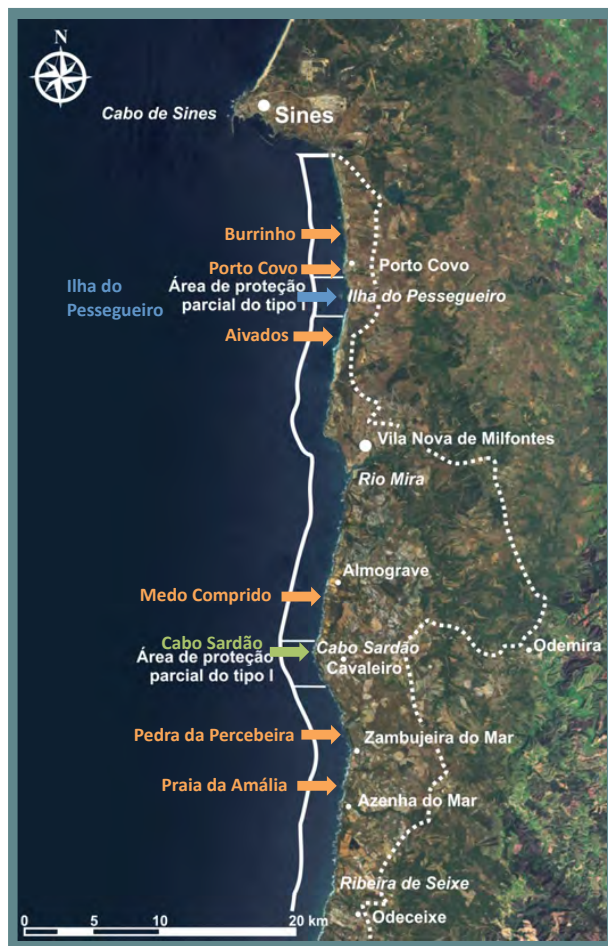 N
Cabo de Sines
Sines
Burrinho
Porto Covo
Porto Covo
Ilha do
Pessegueiro
Área de proteção
parcial do tipo I
Ilha do Pessegueiro
Aivados
Vila Nova de Milfontes
Rio Mira
Almograve
Medo Comprido
Cabo Sardão
Cabo Sardão
Área de proteção
parcial do tipo I
Cavaleiro
Odemira
Pedra da Percebeira
Zambujeira do Mar
Praia da Amália
Azenha do Mar
Ribeira de Seixe
Odeceixe
0 5 10 20 km